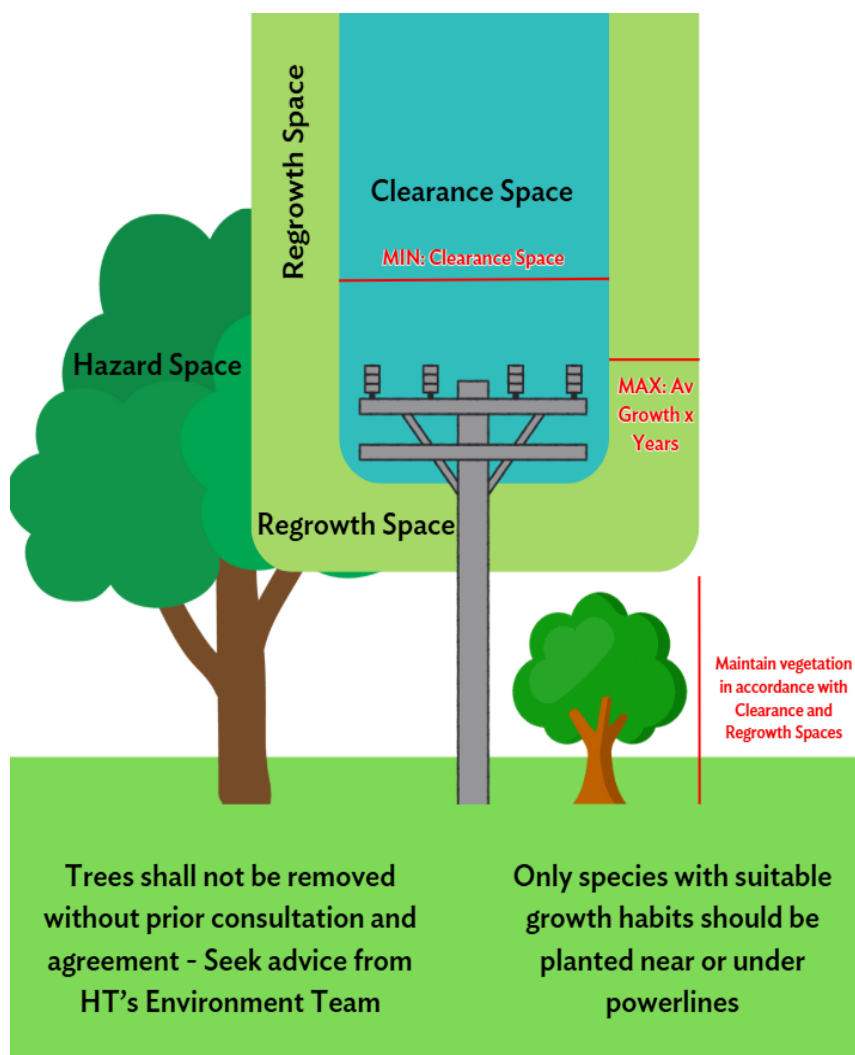 Regrowth Space
Clearance Space
MIN: Clearance Space
Hazard Space
MAX: Av
Growth x
Years
Regrowth Space
Maintain vegetation
in accordance with
Clearance and
Regrowth Spaces
Trees shall not be removed
without prior consultation and
agreement - Seek advice from
HT's Environment Team
Only species with suitable
growth habits should be
planted near or under
powerlines